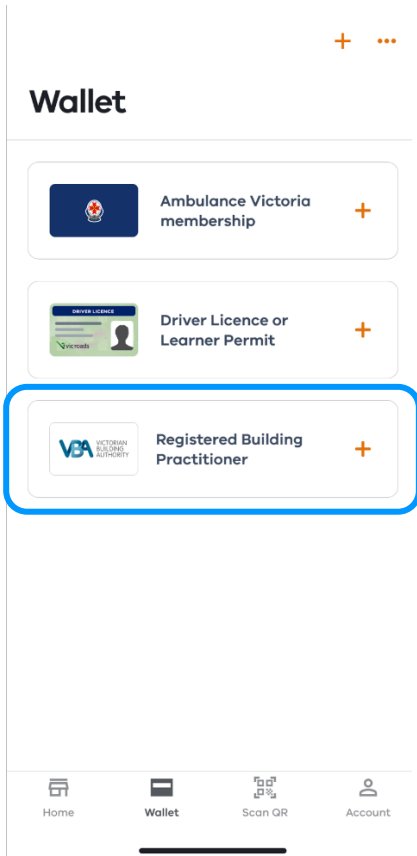 Wallet
Ambulance Victoria
membership
DRIVER LICENCE
vicroads
Driver Licence or
Learner Permit
VBA
VICTORIAN
BUILDING
AUTHORITY
Registered Building
Practitioner
Home
Wallet
Scan QR
Account